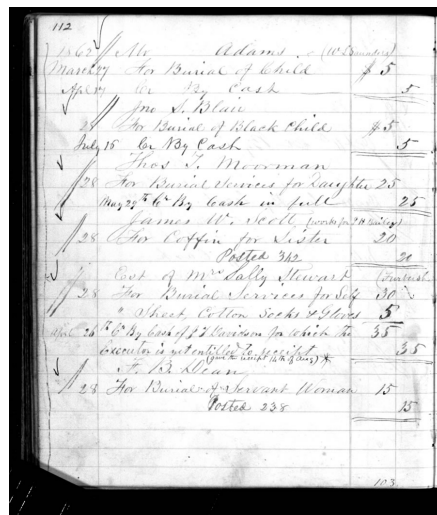 112
1862 Mr Adams
March 27 For Burial of Child $ 5
Apl 17 Cr By Cash 5
Jno S. Blair
28 For Burial of Black Child $ 5
July 15 Cr By Cash 5
Thos T. Moorman
28 For Burial Services for Daughter 25
May 29th Cr By Cash in full 25
James W. Scott (works for
28 For Coffin for Sister 20
Posted 342 20
Est of Mrs Sally Stewart
28 For Burial Services for Self 30
" Sheet Cotton Socks & Gloves 5
26th Cr By Cash of J Davidson for which the 35
Executor is entitled to receipt 35
A. B. Dean
28 For Burial of Servant Woman 15
Posted 238 15
103